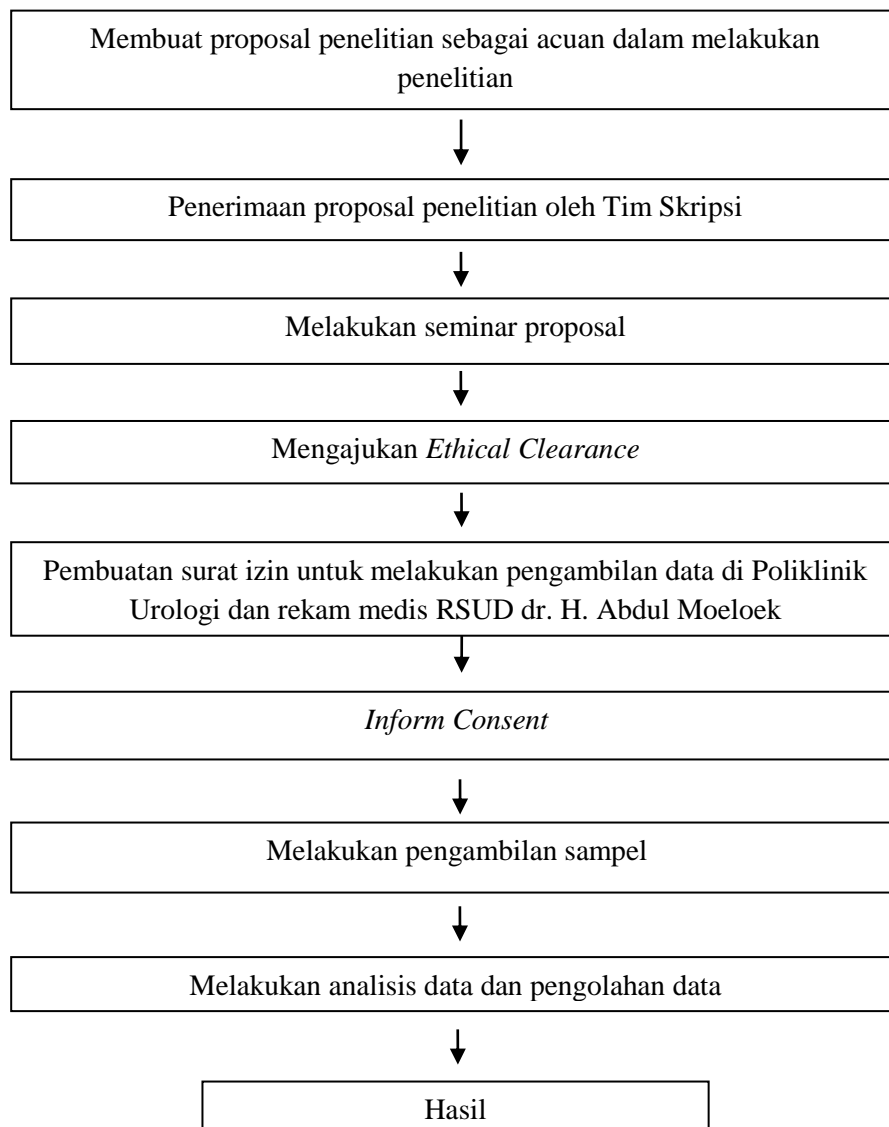 Membuat proposal penelitian sebagai acuan dalam melakukan
penelitian
Penerimaan proposal penelitian oleh Tim Skripsi
Melakukan seminar proposal
Mengajukan Ethical Clearance
Pembuatan surat izin untuk melakukan pengambilan data di Poliklinik
Urologi dan rekam medis RSUD dr. H. Abdul Moeloek
Inform Consent
Melakukan pengambilan sampel
Melakukan analisis data dan pengolahan data
Hasil